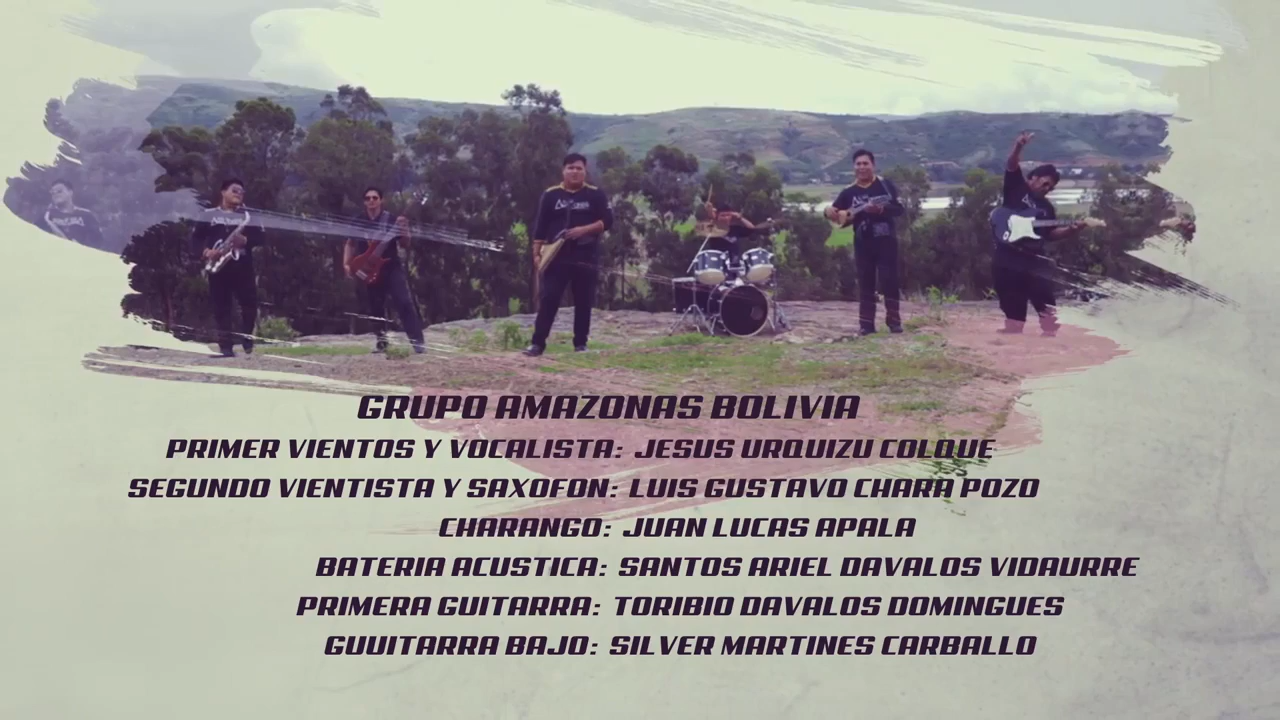 GRUPO AMAZONAS BOLIVIA
PRIMER VIENTOS Y VOCALISTA: JESUS URQUIZU COLQUE
SEGUNDO VIENTISTA Y SAXOFON: LUIS GUSTAVO CHARA POZO
CHARANGO: JUAN LUCAS APALA
BATERIA ACUSTICA: SANTOS ARIEL DAVALOS VIDAURRE
PRIMERA GUITARRA: TORIBIO DAVALOS DOMINGUES
GUUITARRA BAJO: SILVER MARTINES CARBALLO